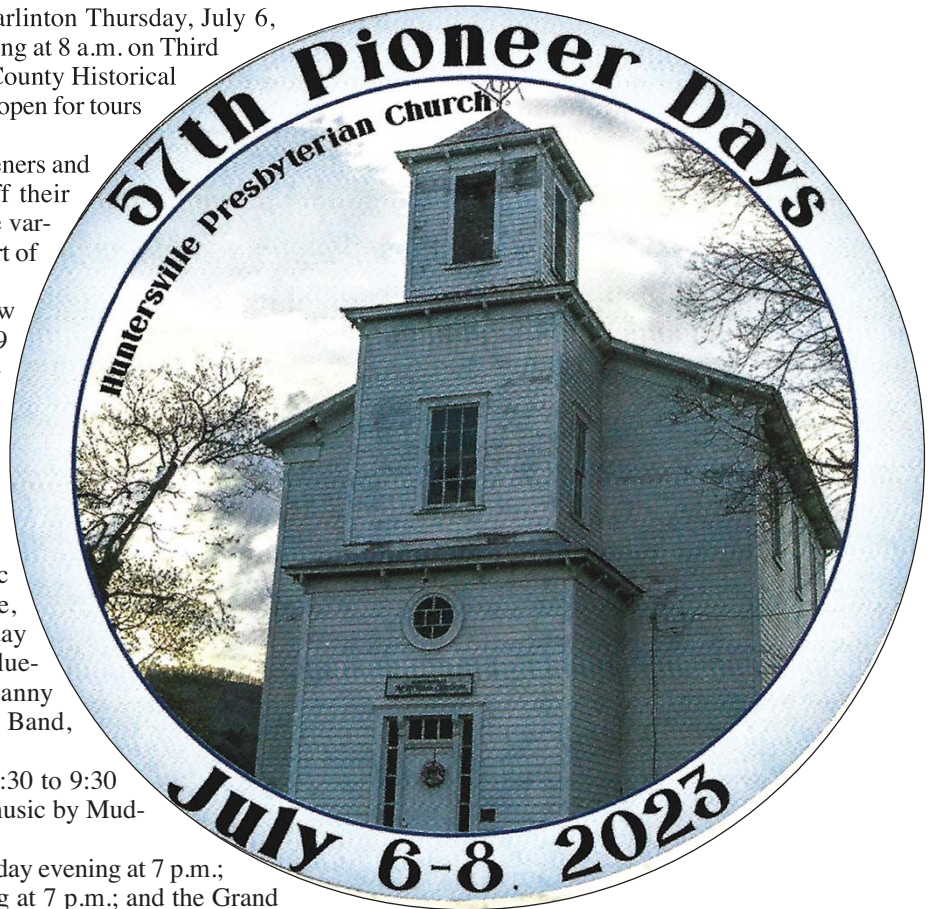 arlinton Thursday, July 6,
ng at 8 a.m. on Third
County Historical
open for tours
eners and
ff their
e var-
rt of
w
9
c
e,
ay
lue-
anny
Band,
:30 to 9:30
music by Mud-
day evening at 7 p.m.;
g at 7 p.m.; and the Grand
57th Pioneer Days
Huntersville Presbyterian Church
July 6-8, 2023